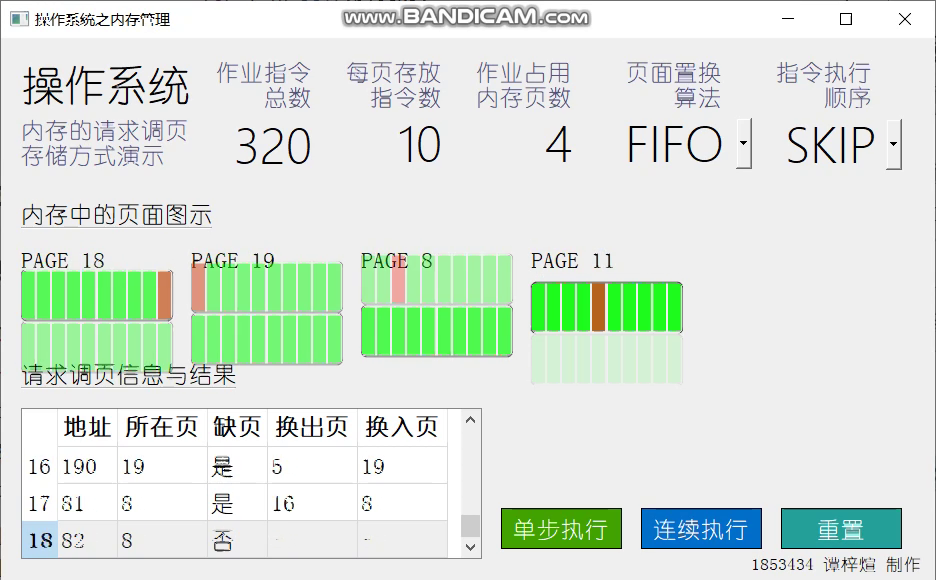 操作系统之内存管理
www.BANDICAM.com
操作系统
内存的请求调页
存储方式演示
作业指令
总数
320
每页存放
指令数
10
作业占用
内存页数
4
页面置换
算法
FIFO
指令执行
顺序
SKIP
内存中的页面图示
PAGE 18
PAGE 19
PAGE 8
PAGE 11
请求调页信息与结果
地址 所在页 缺页 换出页 换入页
16 190 19 是 5 19
17 81 8 是 16 8
18 82 8 否 - -
单步执行
连续执行
重置
1853434 谭梓煊 制作